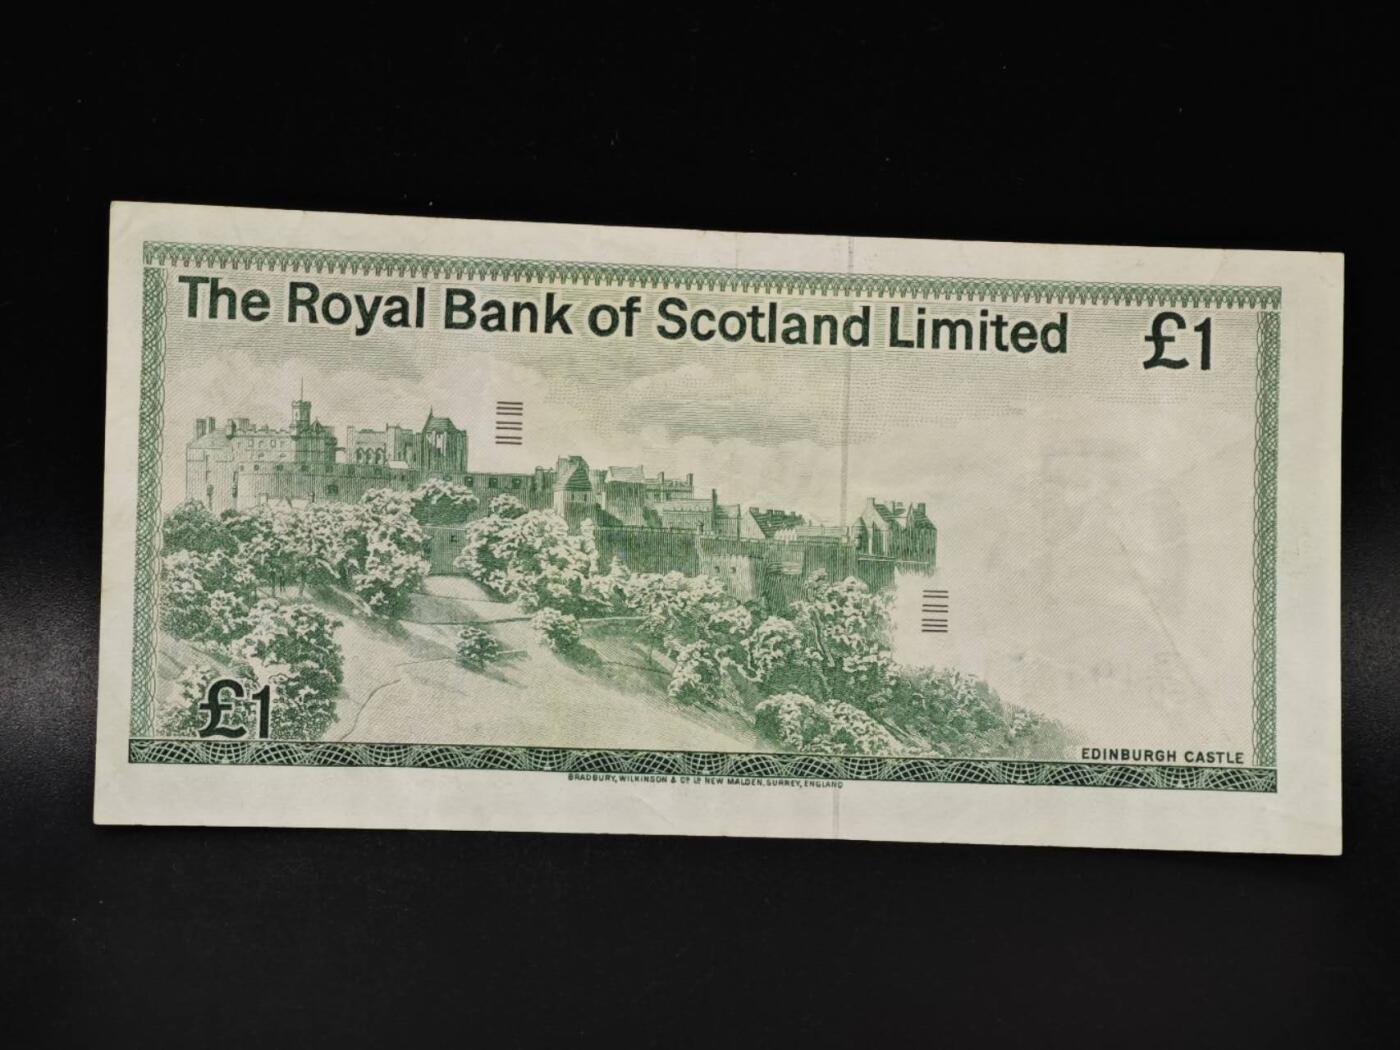 The Royal Bank of Scotland Limited
£1
£1
EDINBURGH CASTLE
BRADBURY, WILKINSON & Cº Lᴰ NEW MALDEN, SURREY, ENGLAND